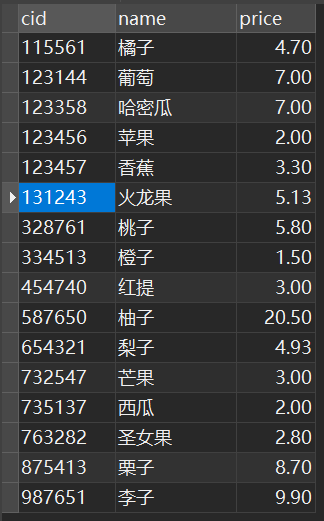 cid name price
115561 橘子 4.70
123144 葡萄 7.00
123358 哈密瓜 7.00
123456 苹果 2.00
123457 香蕉 3.30
131243 火龙果 5.13
328761 桃子 5.80
334513 橙子 1.50
454740 红提 3.00
587650 柚子 20.50
654321 梨子 4.93
732547 芒果 3.00
735137 西瓜 2.00
763282 圣女果 2.80
875413 栗子 8.70
987651 李子 9.90